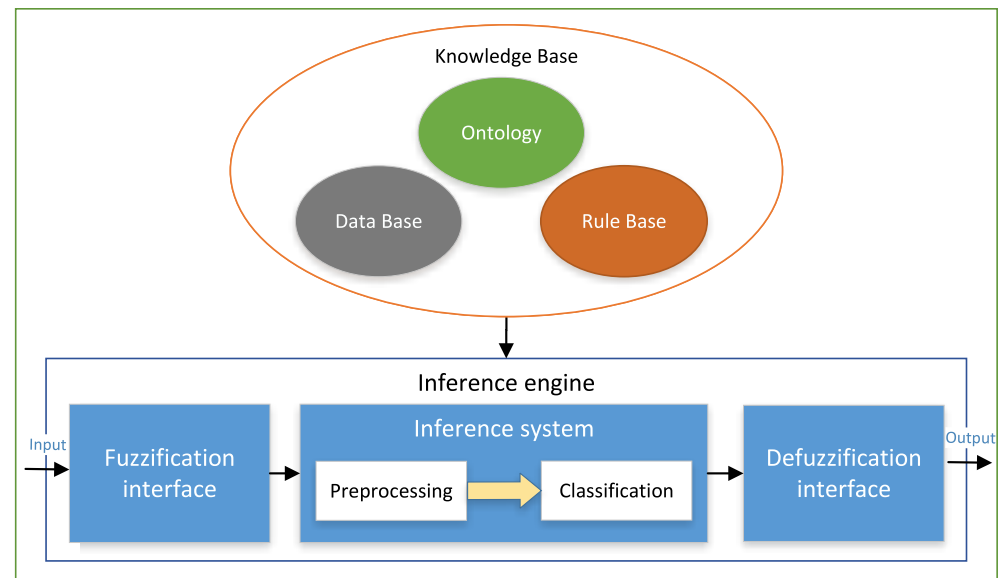 Knowledge Base
Ontology
Data Base
Rule Base
Inference engine
Input
Fuzzification
interface
Inference system
Preprocessing
Classification
Defuzzification
interface
Output